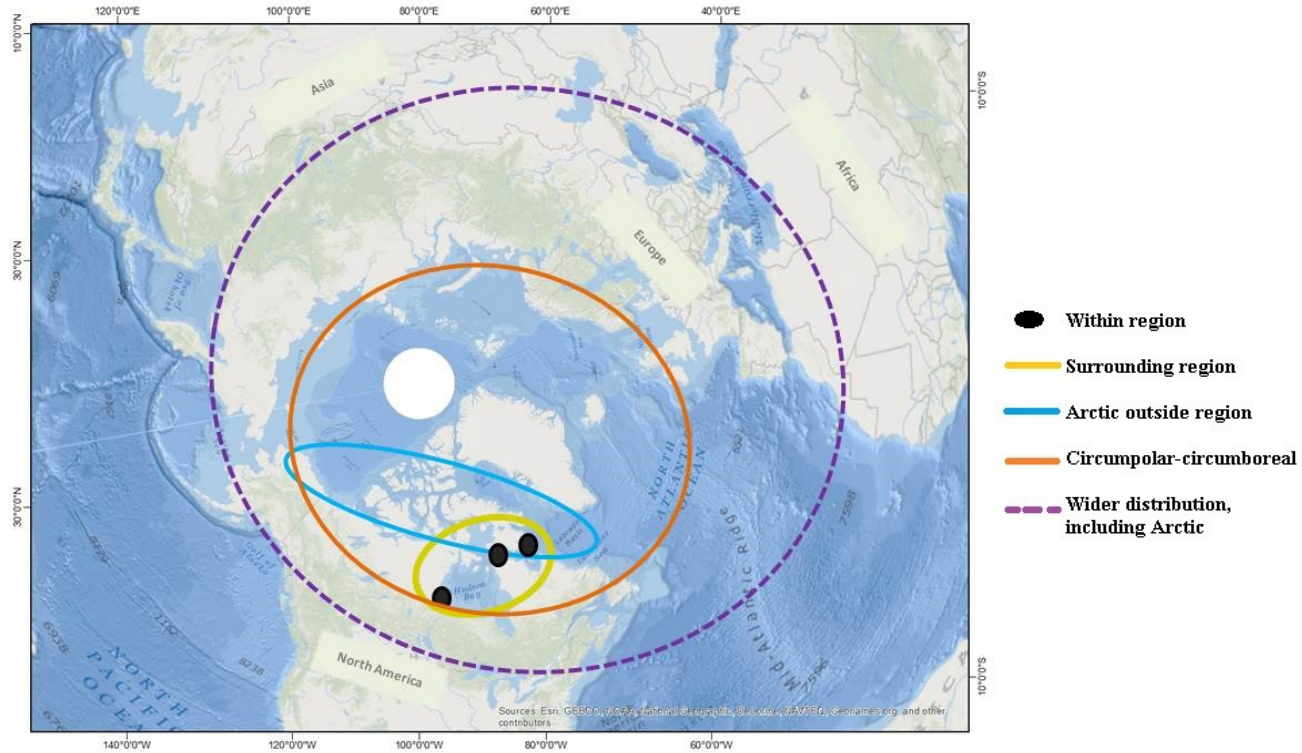 120°0'0"E
100°0'0"E
80°0'0"E
60°0'0"E
40°0'0"E
10°0'0"N
10°0'0"S
Asia
Africa
Europe
30°0'0"N
NORTH
ATLANTIC
OCEAN
Within region
Surrounding region
Arctic outside region
Circumpolar-circumboreal
Wider distribution,
including Arctic
30°0'0"N
Mid-Atlantic Ridge
7598
Hudson
Bay
North America
8238
6938
NORTH
PACIFIC
OCEAN
7596
10°0'0"S
Sources: Esri, GEBCO, NOAA, National Geographic, DeLorme, NAVTEQ, Geonames.org, and other
contributors
140°0'0"W
120°0'0"W
100°0'0"W
80°0'0"W
60°0'0"W